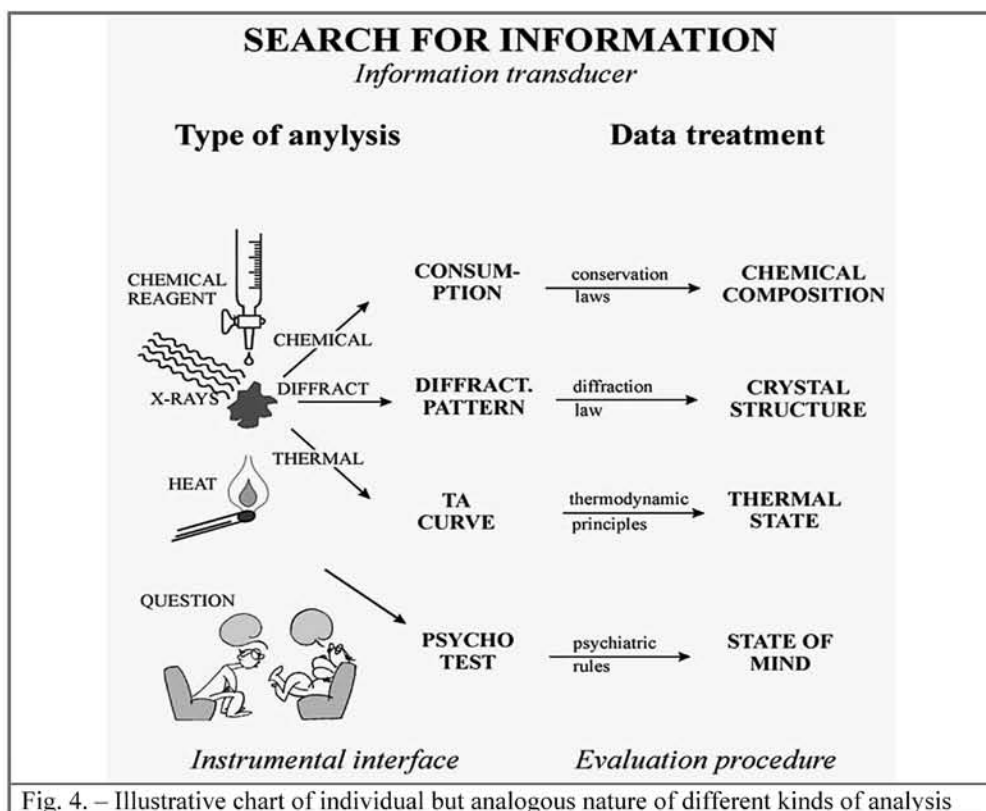 SEARCH FOR INFORMATION
Information transducer
Type of anylysis
Data treatment
CHEMICAL
REAGENT
CHEMICAL
CONSUM-
PTION
conservation
laws
CHEMICAL
COMPOSITION
X-RAYS
DIFFRACT
DIFFRACT.
PATTERN
diffraction
law
CRYSTAL
STRUCTURE
HEAT
THERMAL
TA
CURVE
thermodynamic
principles
THERMAL
STATE
QUESTION
PSYCHO
TEST
psychiatric
rules
STATE OF
MIND
Instrumental interface
Evaluation procedure
Fig. 4. – Illustrative chart of individual but analogous nature of different kinds of analysis